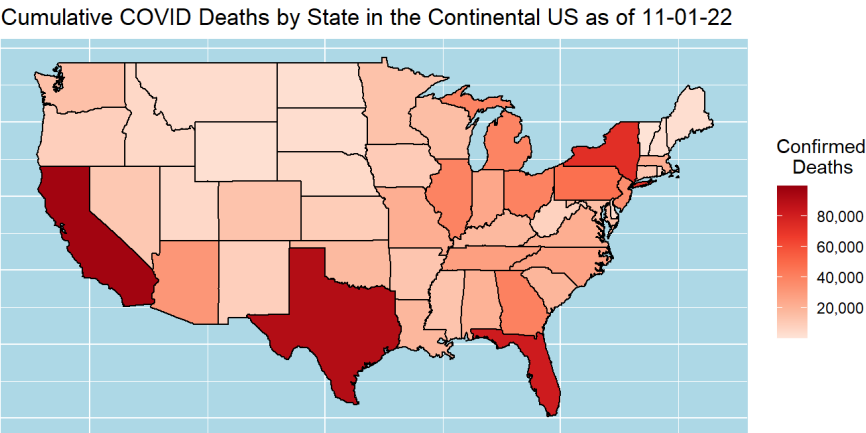 Cumulative COVID Deaths by State in the Continental US as of 11-01-22
Confirmed
Deaths
80,000
60,000
40,000
20,000